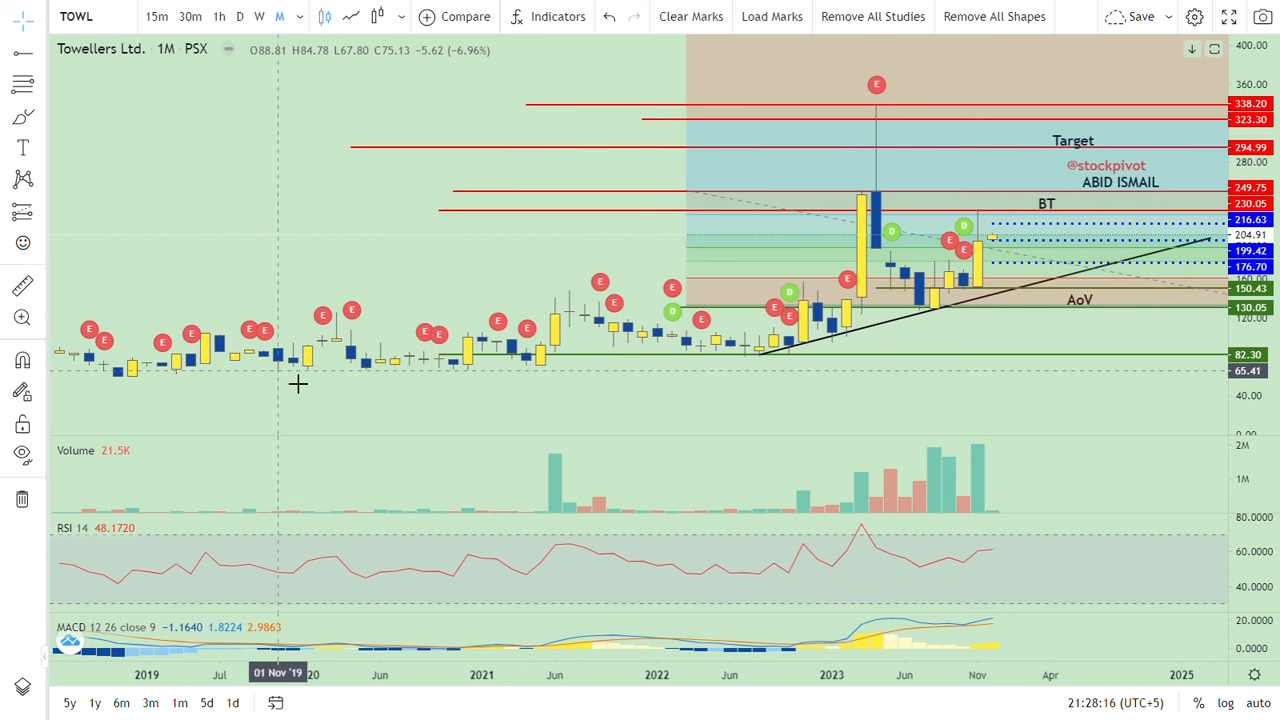 TOWL 15m 30m 1h D W M Compare Indicators Clear Marks Load Marks Remove All Studies Remove All Shapes Save
Towellers Ltd. · 1M · PSX O88.81 H84.78 L67.80 C75.13 −5.62 (−6.96%)
400.00
360.00
E
338.20
323.30
Target
294.99
280.00
@stockpivot
ABID ISMAIL
249.75
BT
230.05
216.63
D D
204.91
E E
199.42
176.70
E E E D
160.00
150.43
AoV
E E E D E E E
130.05
120.00
E E E E E E E E E E E
82.30
65.41
40.00
0.00
Volume 21.5K
2M
1M
RSI 14 48.1720
80.0000
60.0000
40.0000
MACD 12 26 close 9 −1.1640 1.8224 2.9863
20.0000
0.0000
2019 Jul 01 Nov '19 20 Jun 2021 Jun 2022 Jun 2023 Jun Nov Apr 2025
5y 1y 6m 3m 1m 5d 1d 21:28:16 (UTC+5) % log auto